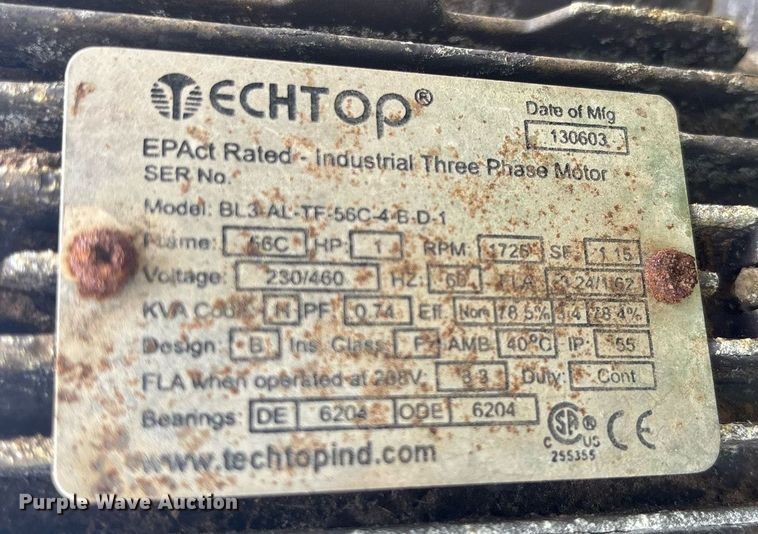 TECHTOP®
Date of Mfg
130603
EPAct Rated - Industrial Three Phase Motor
SER No.
Model: BL3-AL-TF-56C-4-B-D-1
Frame: 56C HP: 1 RPM: 1725 SF: 1.15
Voltage: 230/460 HZ: 60 FLA: 3.24/1.62
KVA Code: H PF: 0.74 Eff. Nom 78.5% 3/4 78.4%
Design: B Ins. Class: F AMB 40°C IP: 55
FLA when operated at 208V: 3.3 Duty: Cont
Bearings: DE 6204 ODE 6204
C SA® US CE
255355
www.techtopind.com
Purple Wave Auction